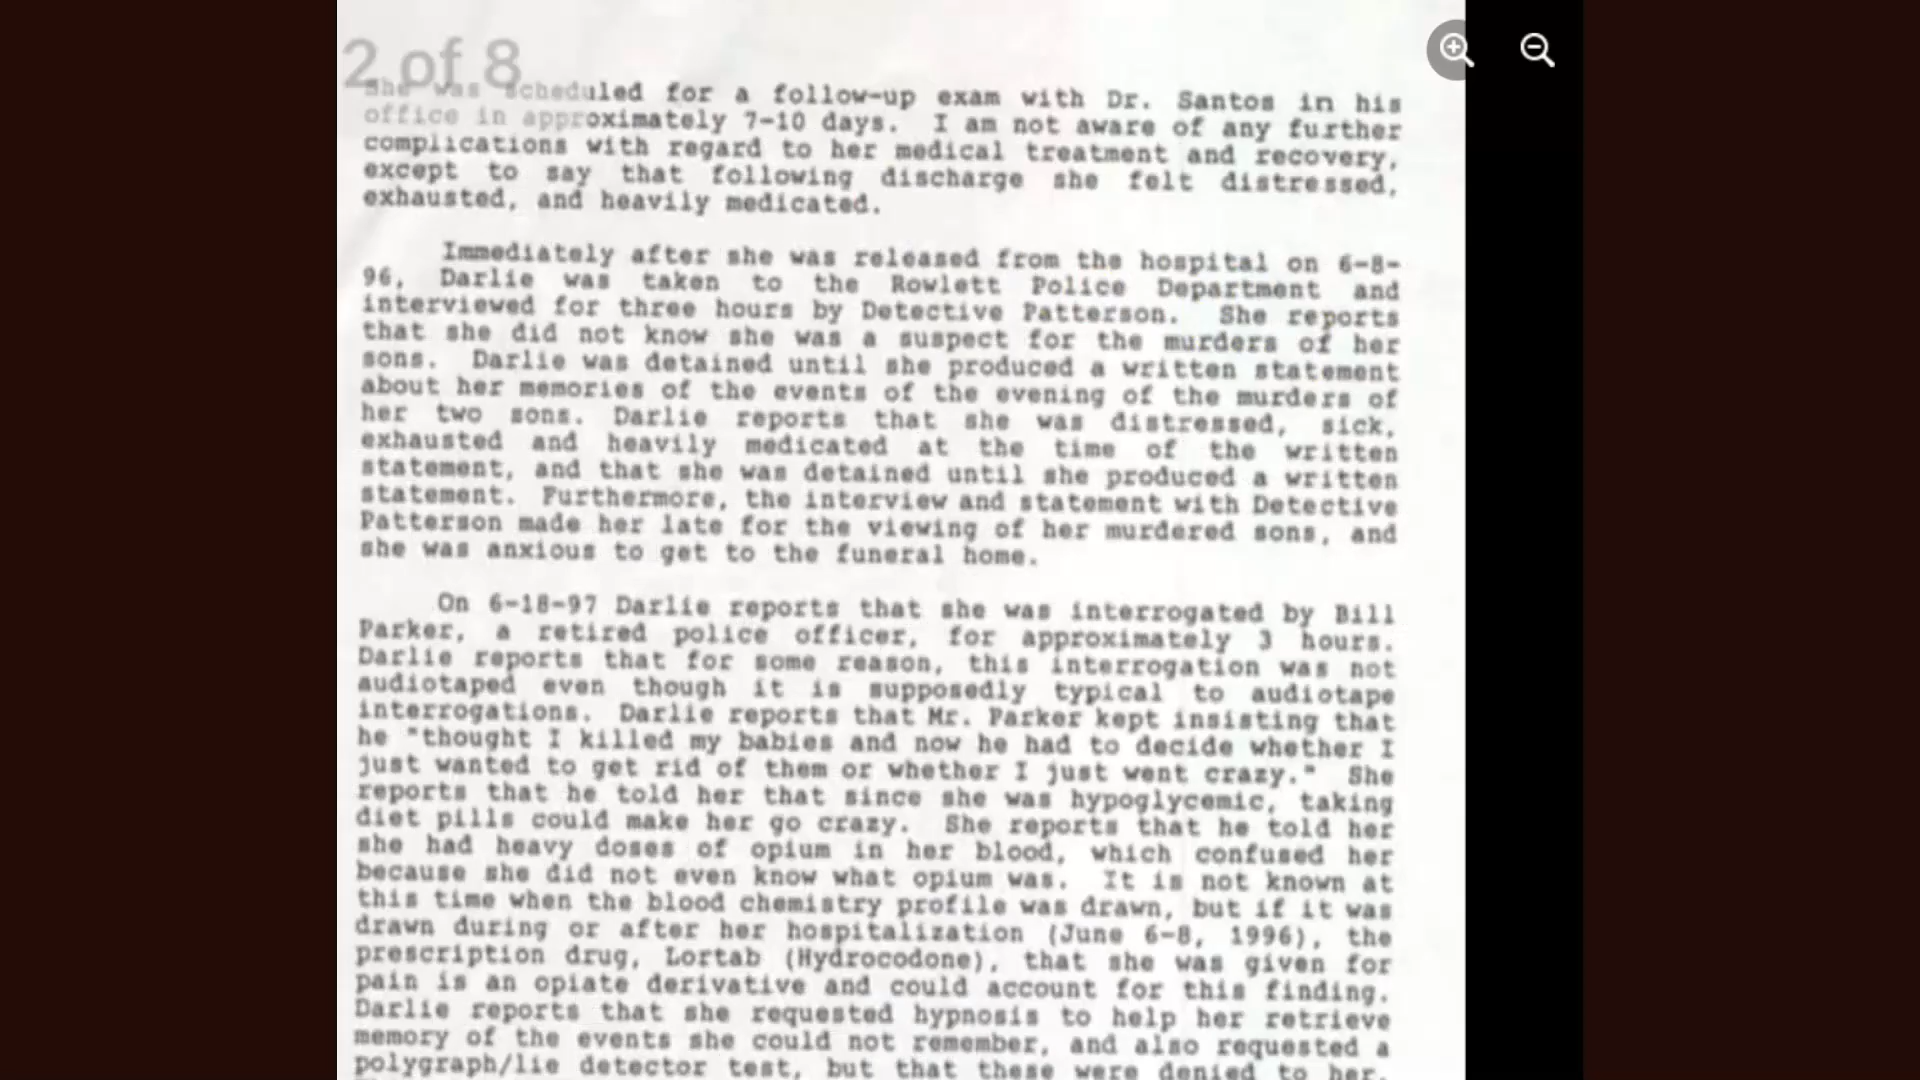 2 of 8
She was scheduled for a follow-up exam with Dr. Santos in his
office in approximately 7-10 days. I am not aware of any further
complications with regard to her medical treatment and recovery,
except to say that following discharge she felt distressed,
exhausted, and heavily medicated.
Immediately after she was released from the hospital on 6-8-
96, Darlie was taken to the Rowlett Police Department and
interviewed for three hours by Detective Patterson. She reports
that she did not know she was a suspect for the murders of her
sons. Darlie was detained until she produced a written statement
about her memories of the events of the evening of the murders of
her two sons. Darlie reports that she was distressed, sick,
exhausted and heavily medicated at the time of the written
statement, and that she was detained until she produced a written
statement. Furthermore, the interview and statement with Detective
Patterson made her late for the viewing of her murdered sons, and
she was anxious to get to the funeral home.
On 6-18-97 Darlie reports that she was interrogated by Bill
Parker, a retired police officer, for approximately 3 hours.
Darlie reports that for some reason, this interrogation was not
audiotaped even though it is supposedly typical to audiotape
interrogations. Darlie reports that Mr. Parker kept insisting that
he "thought I killed my babies and now he had to decide whether I
just wanted to get rid of them or whether I just went crazy." She
reports that he told her that since she was hypoglycemic, taking
diet pills could make her go crazy. She reports that he told her
she had heavy doses of opium in her blood, which confused her
because she did not even know what opium was. It is not known at
this time when the blood chemistry profile was drawn, but if it was
drawn during or after her hospitalization (June 6-8, 1996), the
prescription drug, Lortab (Hydrocodone), that she was given for
pain is an opiate derivative and could account for this finding.
Darlie reports that she requested hypnosis to help her retrieve
memory of the events she could not remember, and also requested a
polygraph/lie detector test, but that these were denied to her.